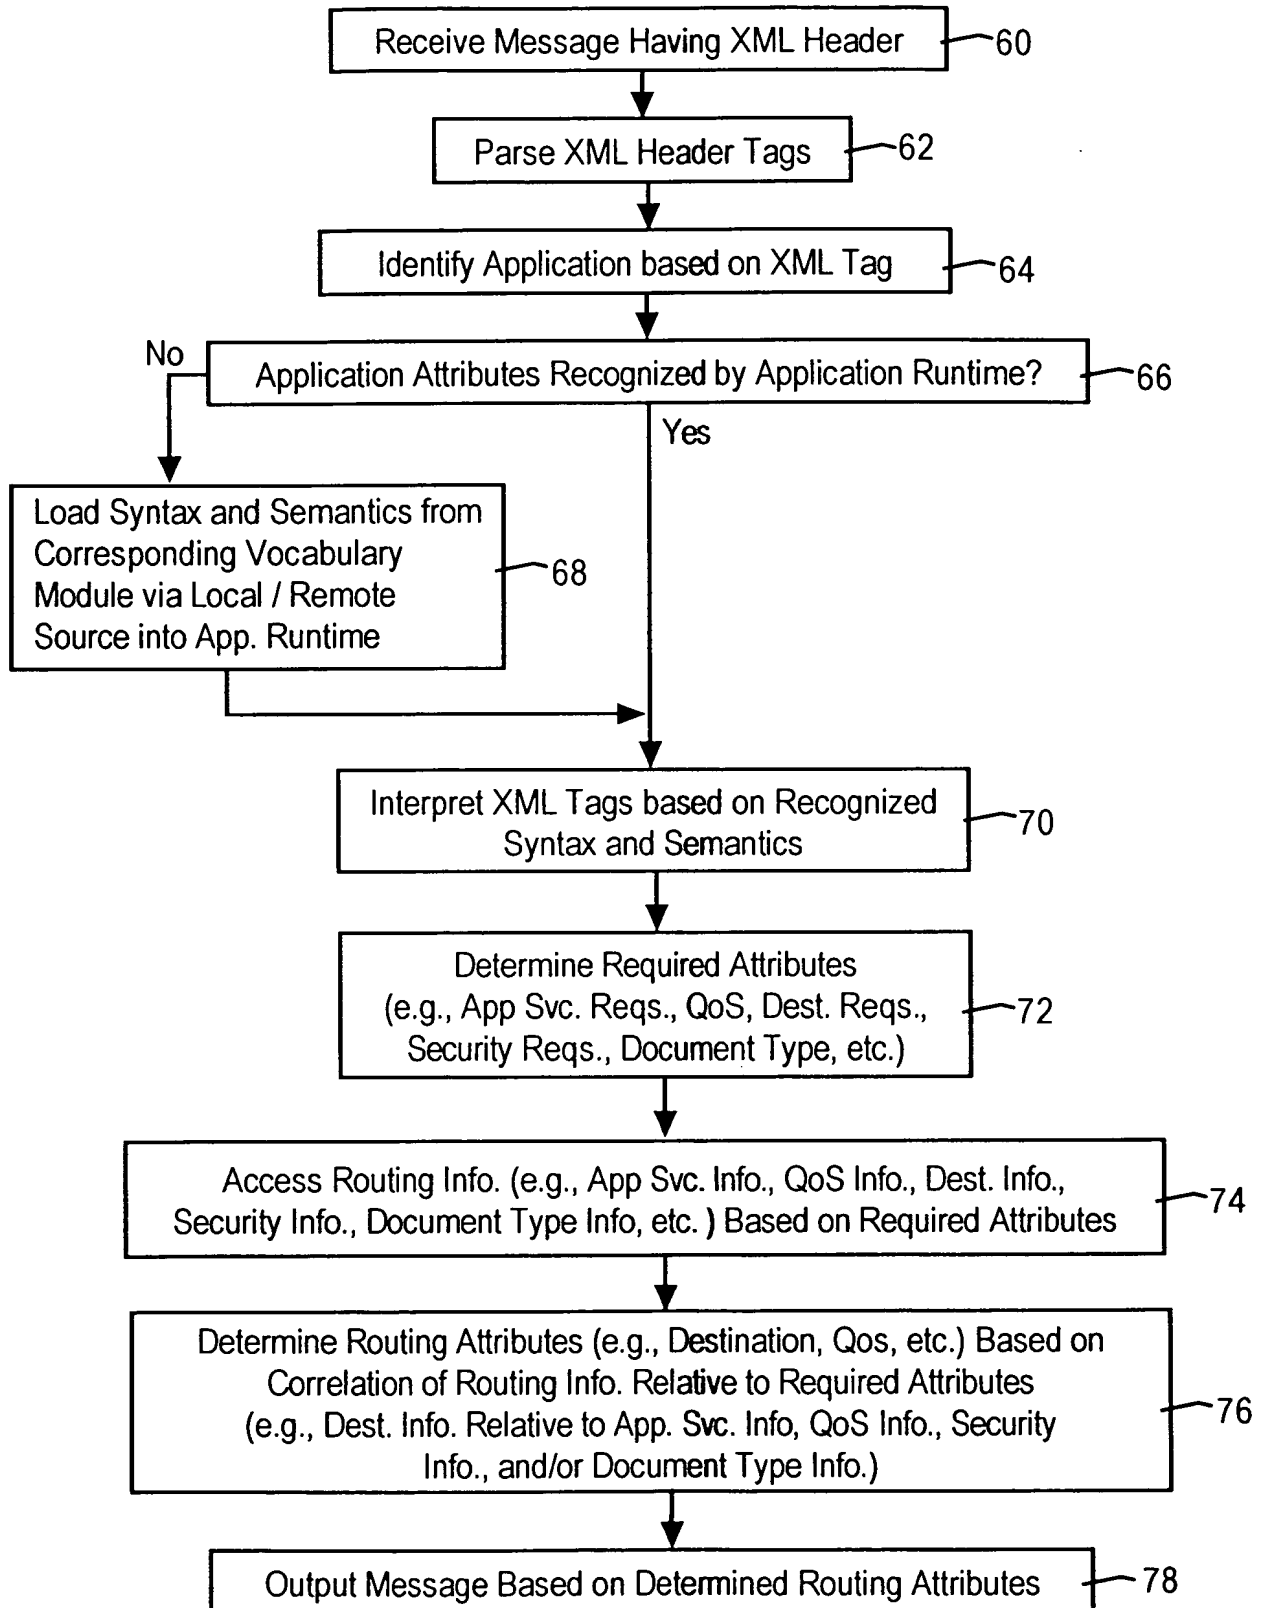 Receive Message Having XML Header
60
Parse XML Header Tags
62
Identify Application based on XML Tag
64
No
Application Attributes Recognized by Application Runtime?
66
Yes
Load Syntax and Semantics from
Corresponding Vocabulary
Module via Local / Remote
Source into App. Runtime
68
Interpret XML Tags based on Recognized
Syntax and Semantics
70
Determine Required Attributes
(e.g., App Svc. Reqs., QoS, Dest. Reqs.,
Security Reqs., Document Type, etc.)
72
Access Routing Info. (e.g., App Svc. Info., QoS Info., Dest. Info.,
Security Info., Document Type Info, etc. ) Based on Required Attributes
74
Determine Routing Attributes (e.g., Destination, Qos, etc.) Based on
Correlation of Routing Info. Relative to Required Attributes
(e.g., Dest. Info. Relative to App. Svc. Info, QoS Info., Security
Info., and/or Document Type Info.)
76
Output Message Based on Determined Routing Attributes
78